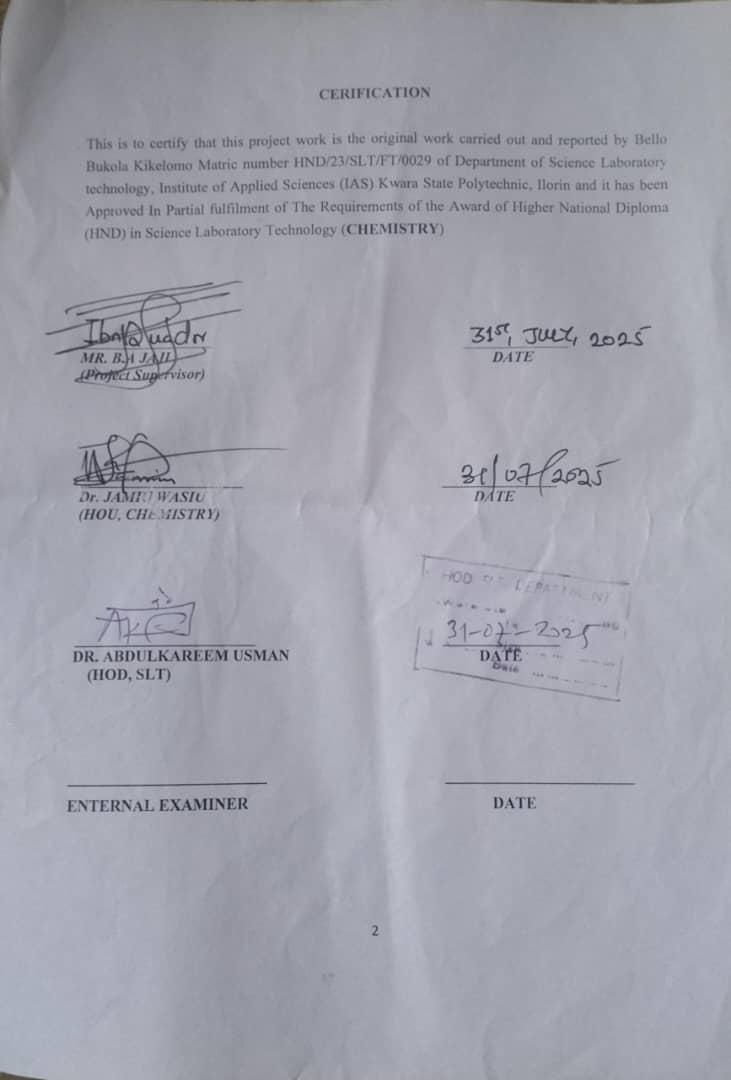 CERIFICATION
This is to certify that this project work is the original work carried out and reported by Bello
Bukola Kikelomo Matric number HND/23/SLT/FT/0029 of Department of Science Laboratory
technology, Institute of Applied Sciences (IAS) Kwara State Polytechnic, Ilorin and it has been
Approved In Partial fulfilment of The Requirements of the Award of Higher National Diploma
(HND) in Science Laboratory Technology (CHEMISTRY)
31st, JULY, 2025
MR. B.A JAJI
DATE
(Project Supervisor)
31/07/2025
Dr. JAMIU WASIU
DATE
(HOU, CHEMISTRY)
HOD SLT DEPARTMENT
31-07-2025
DR. ABDULKAREEM USMAN
DATE
(HOD, SLT)
Date
ENTERNAL EXAMINER
DATE
2